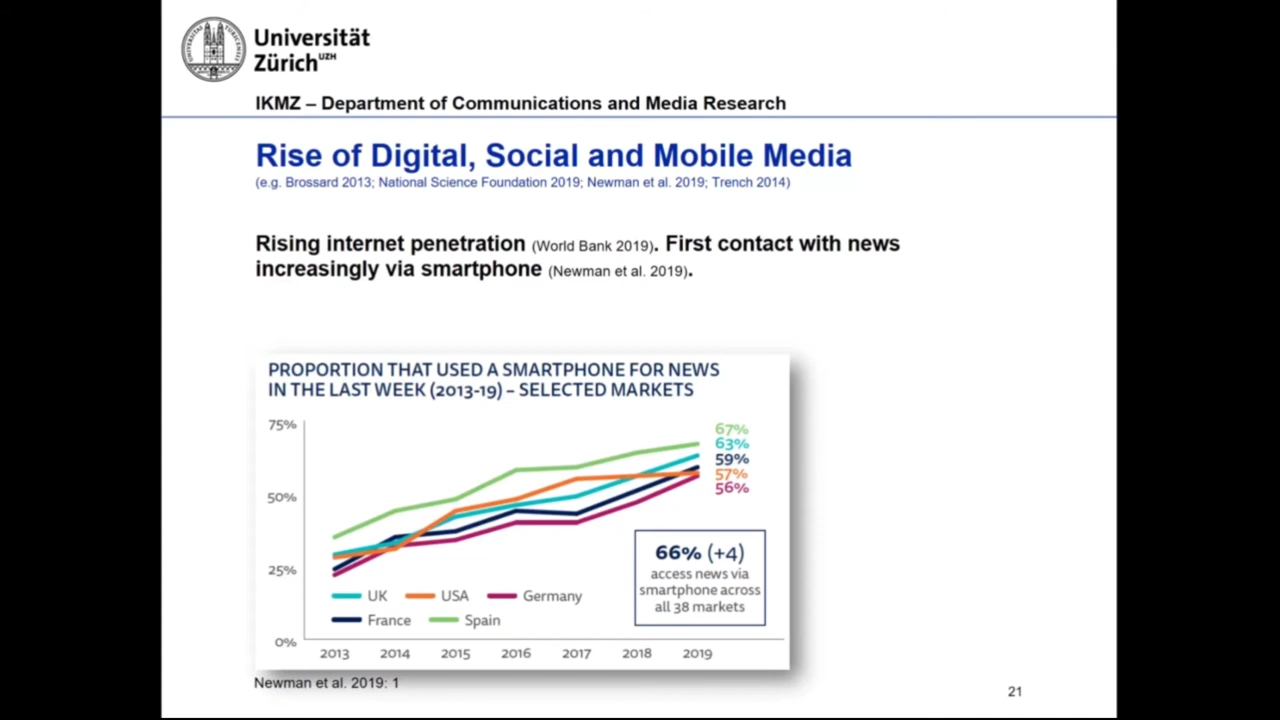 Universität
Zürich UZH
IKMZ – Department of Communications and Media Research
Rise of Digital, Social and Mobile Media
(e.g. Brossard 2013; National Science Foundation 2019; Newman et al. 2019; Trench 2014)
Rising internet penetration (World Bank 2019). First contact with news
increasingly via smartphone (Newman et al. 2019).
PROPORTION THAT USED A SMARTPHONE FOR NEWS
IN THE LAST WEEK (2013-19) – SELECTED MARKETS
75%
67%
63%
59%
57%
56%
50%
25%
0%
66% (+4)
access news via
smartphone across
all 38 markets
UK USA Germany
France Spain
2013 2014 2015 2016 2017 2018 2019
Newman et al. 2019: 1
21